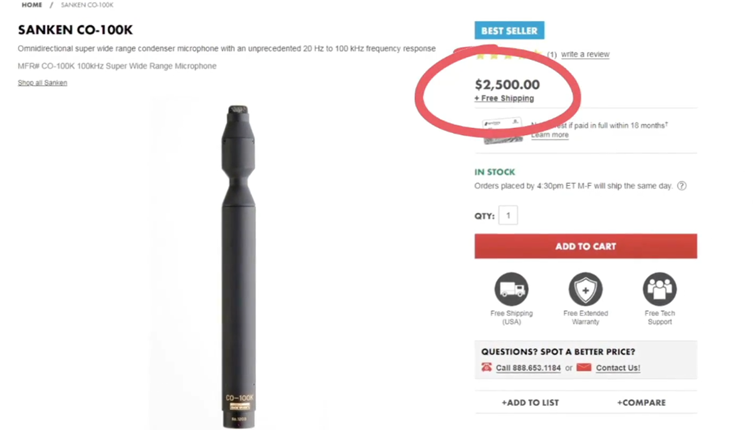 HOME / SANKEN CO-100K
SANKEN CO-100K
Omnidirectional super wide range condenser microphone with an unprecedented 20 Hz to 100 kHz frequency response
MFR# CO-100K 100kHz Super Wide Range Microphone
Shop all Sanken
CO-100K
BEST SELLER
(1) write a review
$2,500.00
+ Free Shipping
if paid in full within 18 months†
Learn more
IN STOCK
Orders placed by 4:30pm ET M-F will ship the same day. ?
QTY: 1
ADD TO CART
Free Shipping
(USA)
Free Extended
Warranty
Free Tech
Support
QUESTIONS? SPOT A BETTER PRICE?
Call 888.653.1184 or Contact Us!
+ADD TO LIST +COMPARE